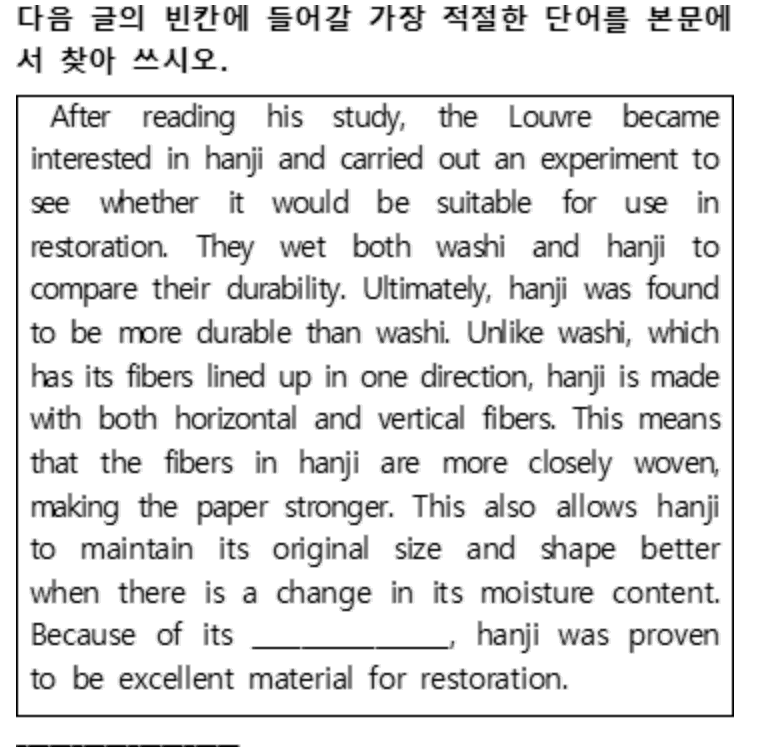 다음 글의 빈칸에 들어갈 가장 적절한 단어를 본문에
서 찾아 쓰시오.
After reading his study, the Louvre became
interested in hanji and carried out an experiment to
see whether it would be suitable for use in
restoration. They wet both washi and hanji to
compare their durability. Ultimately, hanji was found
to be more durable than washi. Unlike washi, which
has its fibers lined up in one direction, hanji is made
with both horizontal and vertical fibers. This means
that the fibers in hanji are more closely woven,
making the paper stronger. This also allows hanji
to maintain its original size and shape better
when there is a change in its moisture content.
Because of its ____________, hanji was proven
to be excellent material for restoration.